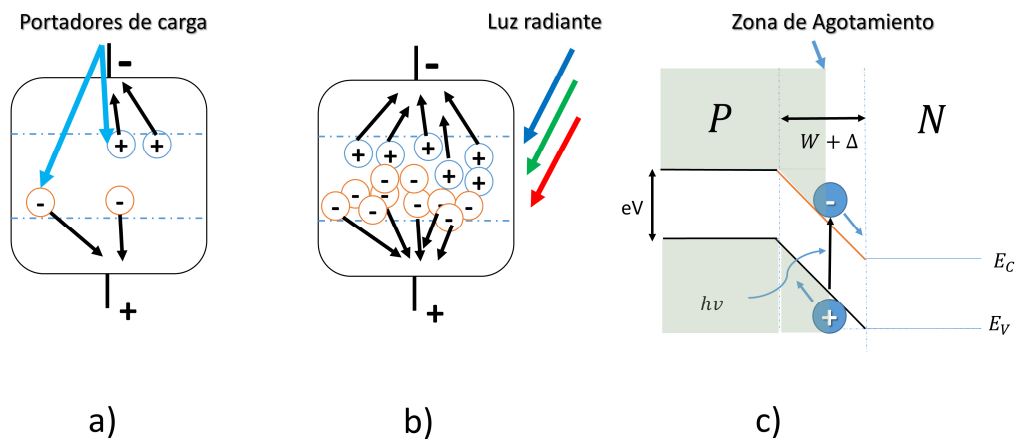 Portadores de carga
-
+
+
-
-
+
a)
Luz radiante
-
+
+
+
+
+
+
-
-
-
-
-
-
-
-
-
-
+
b)
Zona de Agotamiento
P
N
W + Δ
eV
-
E_C
hν
+
E_V
c)